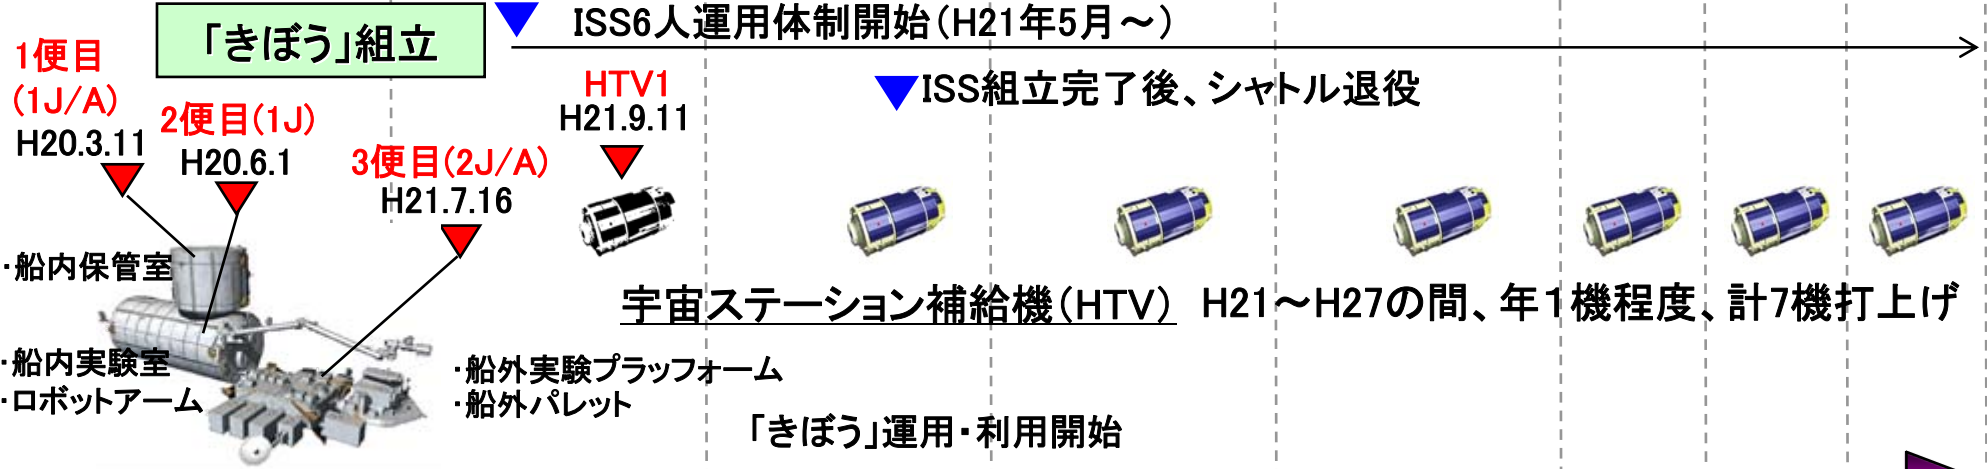 「きぼう」組立
ISS6人運用体制開始(H21年5月～)
1便目
(1J/A)
H20.3.11
2便目(1J)
H20.6.1
3便目(2J/A)
H21.7.16
HTV1
H21.9.11
ISS組立完了後、シャトル退役
・船内保管室
・船内実験室
・ロボットアーム
・船外実験プラッフォーム
・船外パレット
宇宙ステーション補給機(HTV) H21～H27の間、年１機程度、計7機打上げ
「きぼう」運用・利用開始